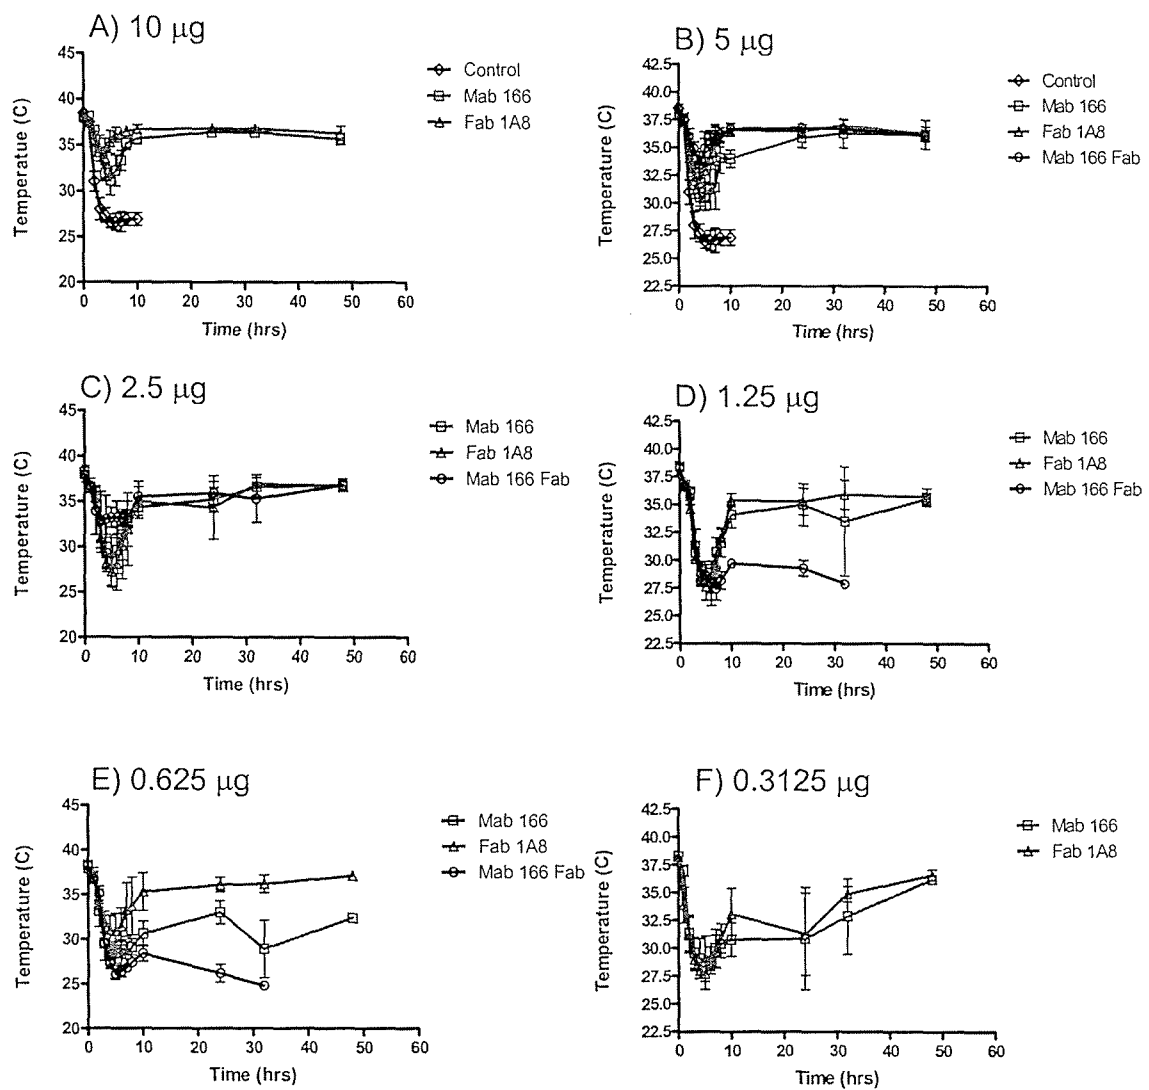 A) 10 μg
45
40
35
30
25
20
0 10 20 30 40 50 60
Temperatue (C)
Time (hrs)
Control
Mab 166
Fab 1A8
B) 5 μg
42.5
40.0
37.5
35.0
32.5
30.0
27.5
25.0
22.5
0 10 20 30 40 50 60
Temperature (C)
Time (hrs)
Control
Mab 166
Fab 1A8
Mab 166 Fab
C) 2.5 μg
45
40
35
30
25
20
0 10 20 30 40 50 60
Temperature (C)
Time (hrs)
Mab 166
Fab 1A8
Mab 166 Fab
D) 1.25 μg
42.5
40.0
37.5
35.0
32.5
30.0
27.5
25.0
22.5
0 10 20 30 40 50 60
Temperature (C)
Time (hrs)
Mab 166
Fab 1A8
Mab 166 Fab
E) 0.625 μg
45
40
35
30
25
20
0 10 20 30 40 50 60
Temperature (C)
Time (hrs)
Mab 166
Fab 1A8
Mab 166 Fab
F) 0.3125 μg
42.5
40.0
37.5
35.0
32.5
30.0
27.5
25.0
22.5
0 10 20 30 40 50 60
Temperature (C)
Time (hrs)
Mab 166
Fab 1A8